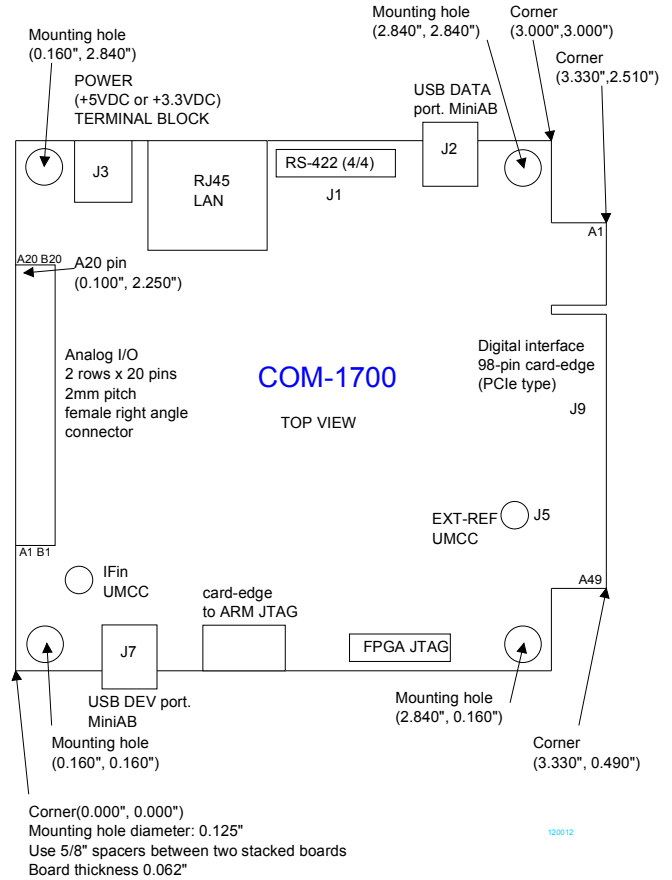 Mounting hole
(0.160", 2.840")
Mounting hole
(2.840", 2.840")
Corner
(3.000",3.000")
Corner
(3.330",2.510")
POWER
(+5VDC or +3.3VDC)
TERMINAL BLOCK
USB DATA
port. MiniAB
J3
RJ45
LAN
RS-422 (4/4)
J1
J2
A1
A20 B20
A20 pin
(0.100", 2.250")
Analog I/O
2 rows x 20 pins
2mm pitch
female right angle
connector
COM-1700
TOP VIEW
Digital interface
98-pin card-edge
(PCIe type)
J9
EXT-REF
UMCC
J5
A1 B1
IFin
UMCC
card-edge
to ARM JTAG
A49
J7
FPGA JTAG
USB DEV port.
MiniAB
Mounting hole
(2.840", 0.160")
Mounting hole
(0.160", 0.160")
Corner
(3.330", 0.490")
Corner(0.000", 0.000")
Mounting hole diameter: 0.125"
Use 5/8" spacers between two stacked boards
Board thickness 0.062"
120012